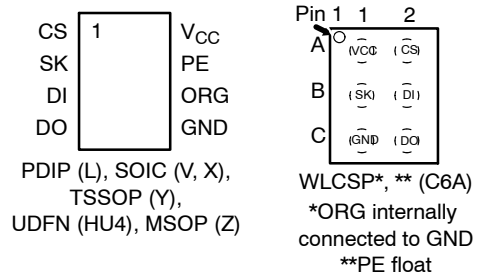 CS 1 VCC
SK PE
DI ORG
DO GND
PDIP (L), SOIC (V, X),
TSSOP (Y),
UDFN (HU4), MSOP (Z)
Pin 1 1 2
A VCC CS
B SK DI
C GND DO
WLCSP*, ** (C6A)
*ORG internally
connected to GND
**PE float